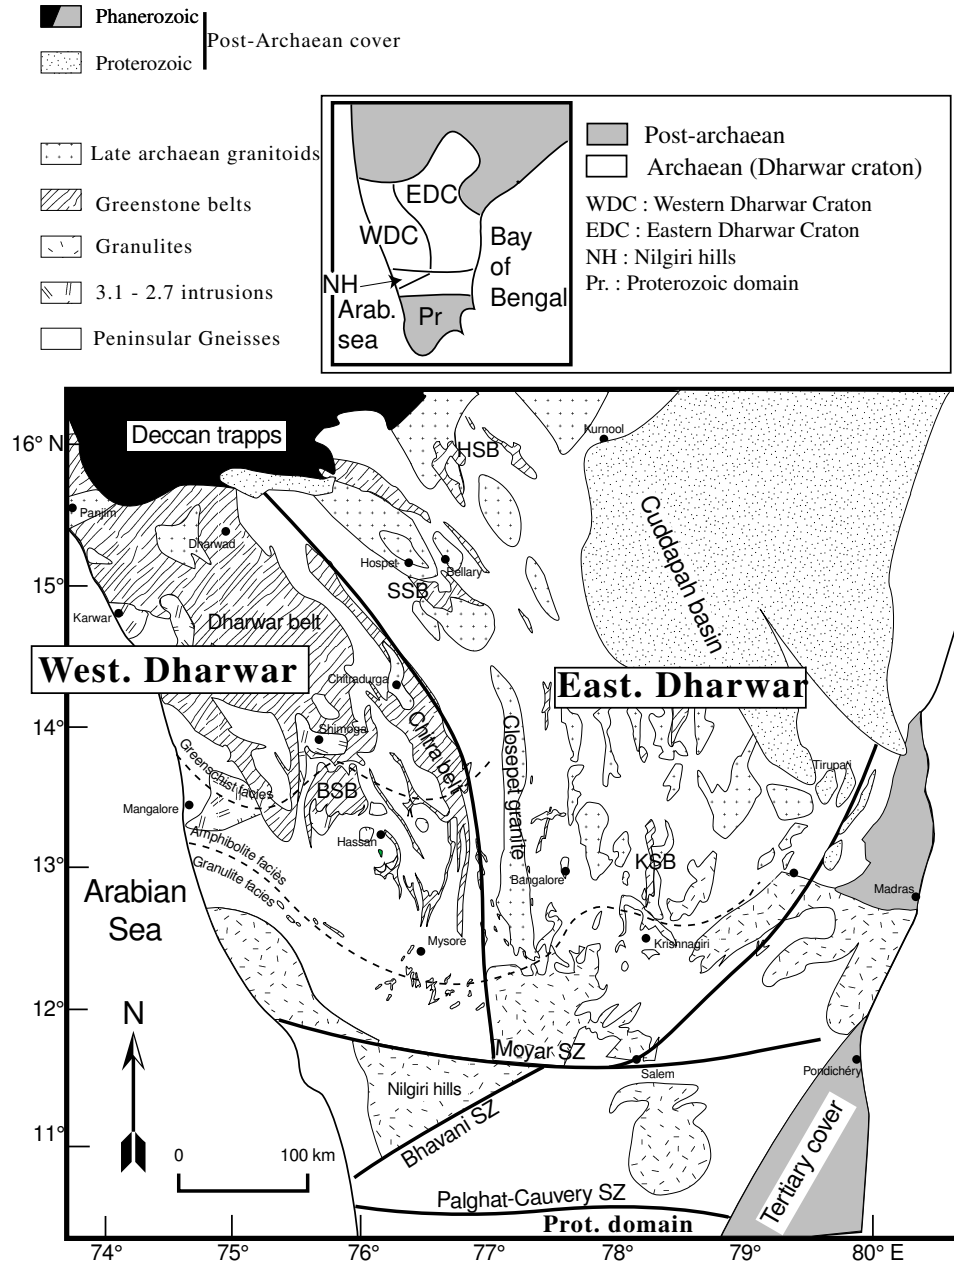 Phanerozoic
Post-Archaean cover
Proterozoic
Late archaean granitoids
Greenstone belts
Granulites
3.1 - 2.7 intrusions
Peninsular Gneisses
EDC
WDC
Bay
of
Bengal
NH
Arab.
sea
Pr
Post-archaean
Archaean (Dharwar craton)
WDC : Western Dharwar Craton
EDC : Eastern Dharwar Craton
NH : Nilgiri hills
Pr. : Proterozoic domain
16° N
Deccan trapps
HSB
Kurnool
Panjim
Dharwad
Hospet
Bellary
Cuddapah basin
15°
SSB
Karwar
Dharwar belt
West. Dharwar
East. Dharwar
Chitradurga
14°
Shimoga
Chitra belt
Closepet granite
Greenschist facies
Tirupati
BSB
Mangalore
Amphibolite faciès
Hassan
13°
Granulite faciès
Bangalore
KSB
Madras
Arabian
Sea
Mysore
Krishnagiri
12°
N
Moyar SZ
Salem
Pondichéry
Nilgiri hills
11°
Bhavani SZ
0
100 km
Tertiary cover
Palghat-Cauvery SZ
Prot. domain
74°
75°
76°
77°
78°
79°
80° E